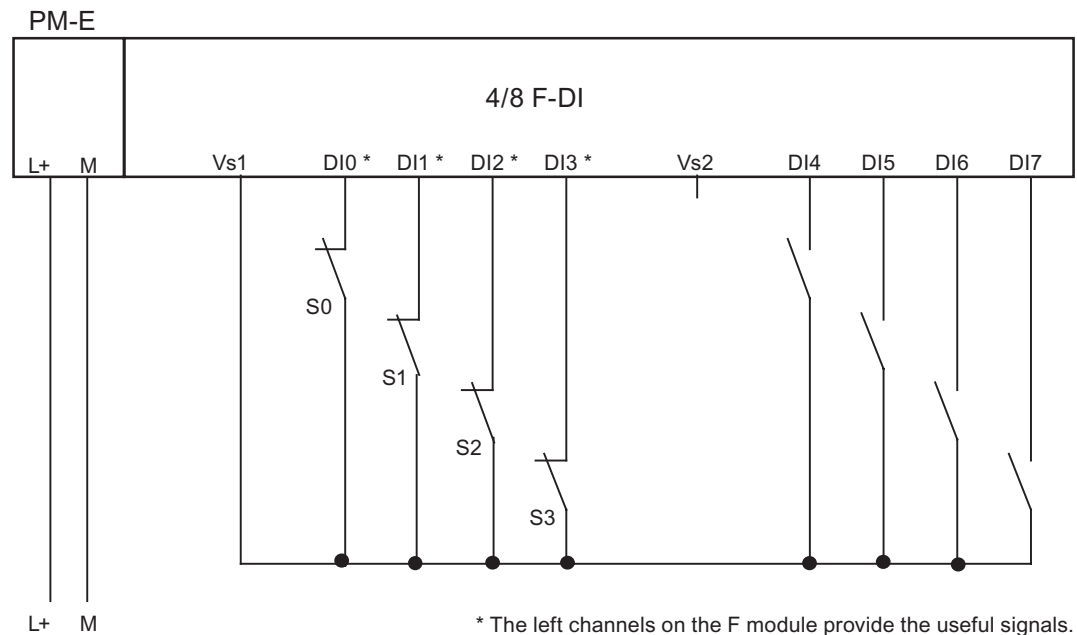 PM-E
4/8 F-DI
L+ M Vs1 DI0 * DI1 * DI2 * DI3 * Vs2 DI4 DI5 DI6 DI7
S0
S1
S2
S3
L+ M * The left channels on the F module provide the useful signals.